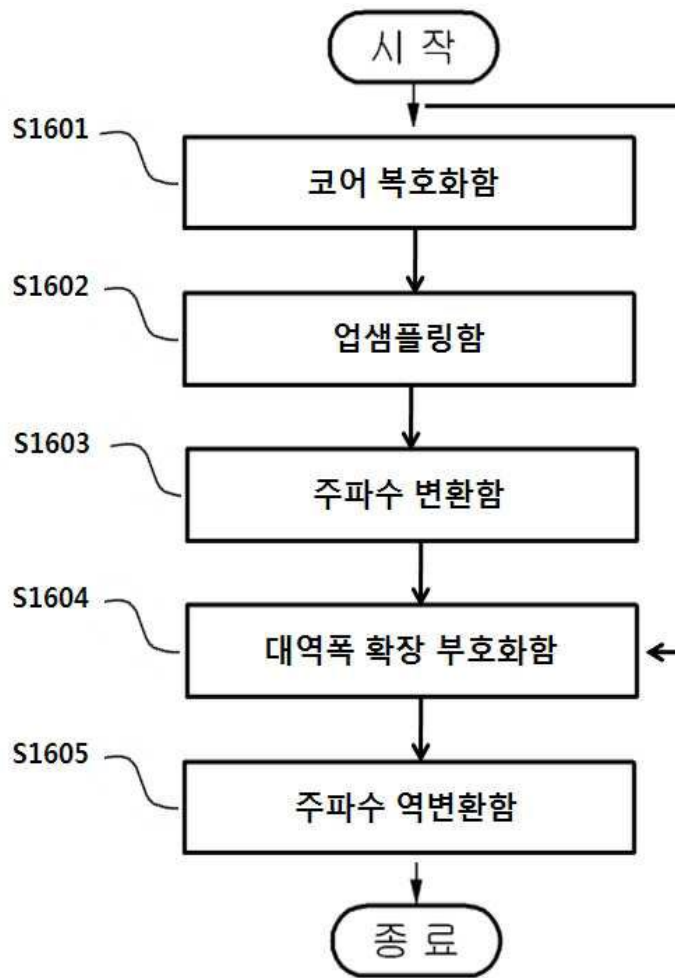 시 작
S1601
코어 복호화함
S1602
업샘플링함
S1603
주파수 변환함
S1604
대역폭 확장 부호화함
S1605
주파수 역변환함
종 료